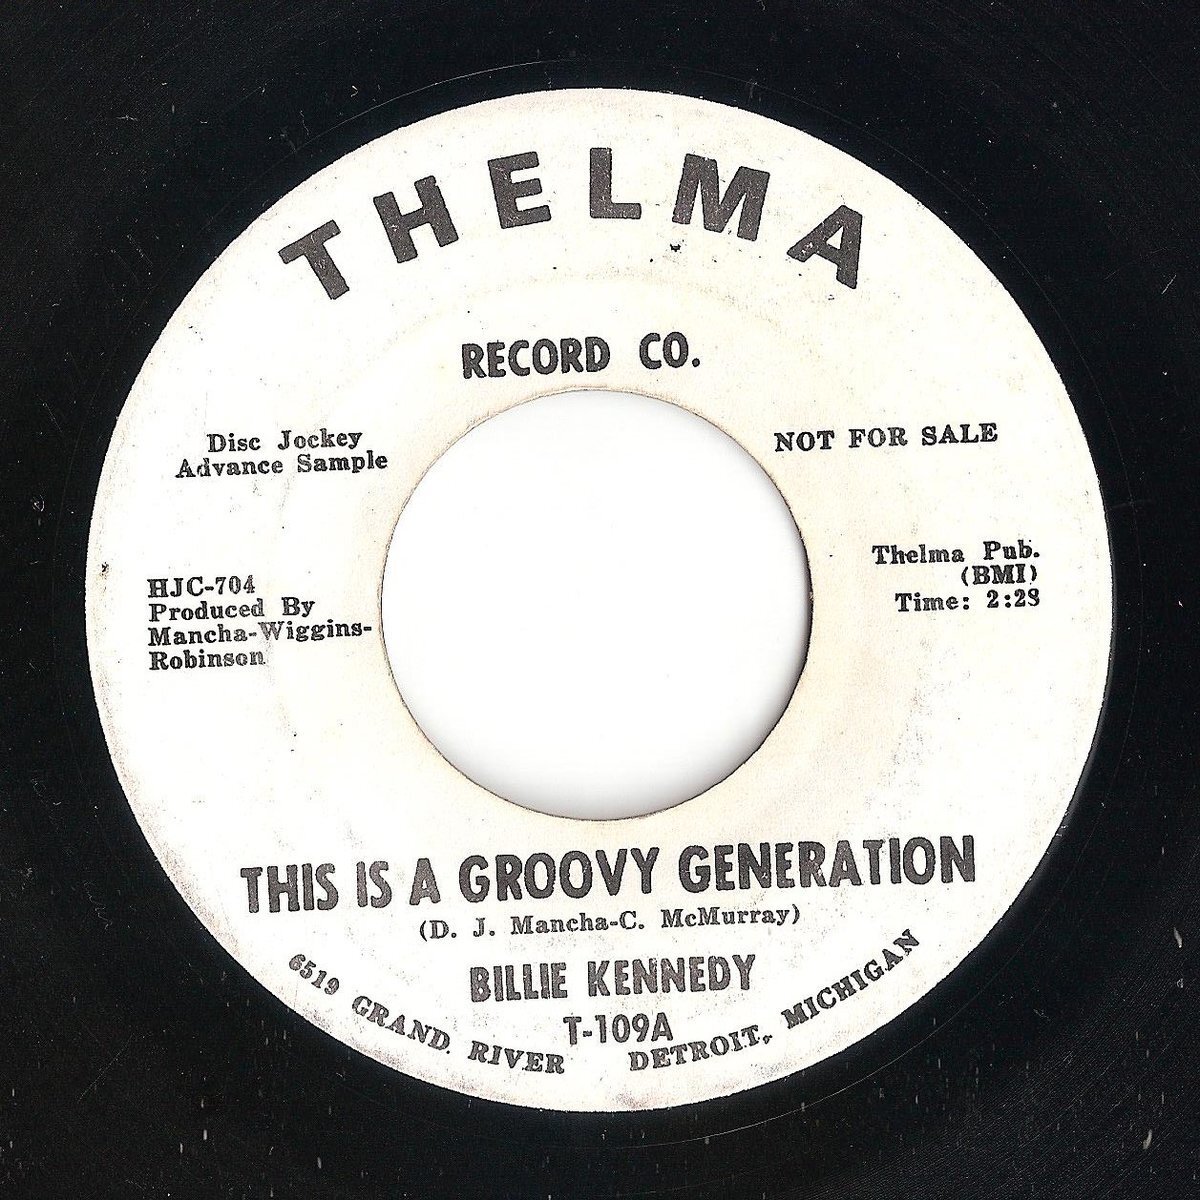 THELMA
RECORD CO.
Disc Jockey
Advance Sample
NOT FOR SALE
HJC-704
Produced By
Mancha-Wiggins-
Robinson
Thelma Pub.
(BMI)
Time: 2:28
THIS IS A GROOVY GENERATION
(D. J. Mancha-C. McMurray)
BILLIE KENNEDY
T-109A
6519 GRAND RIVER DETROIT, MICHIGAN